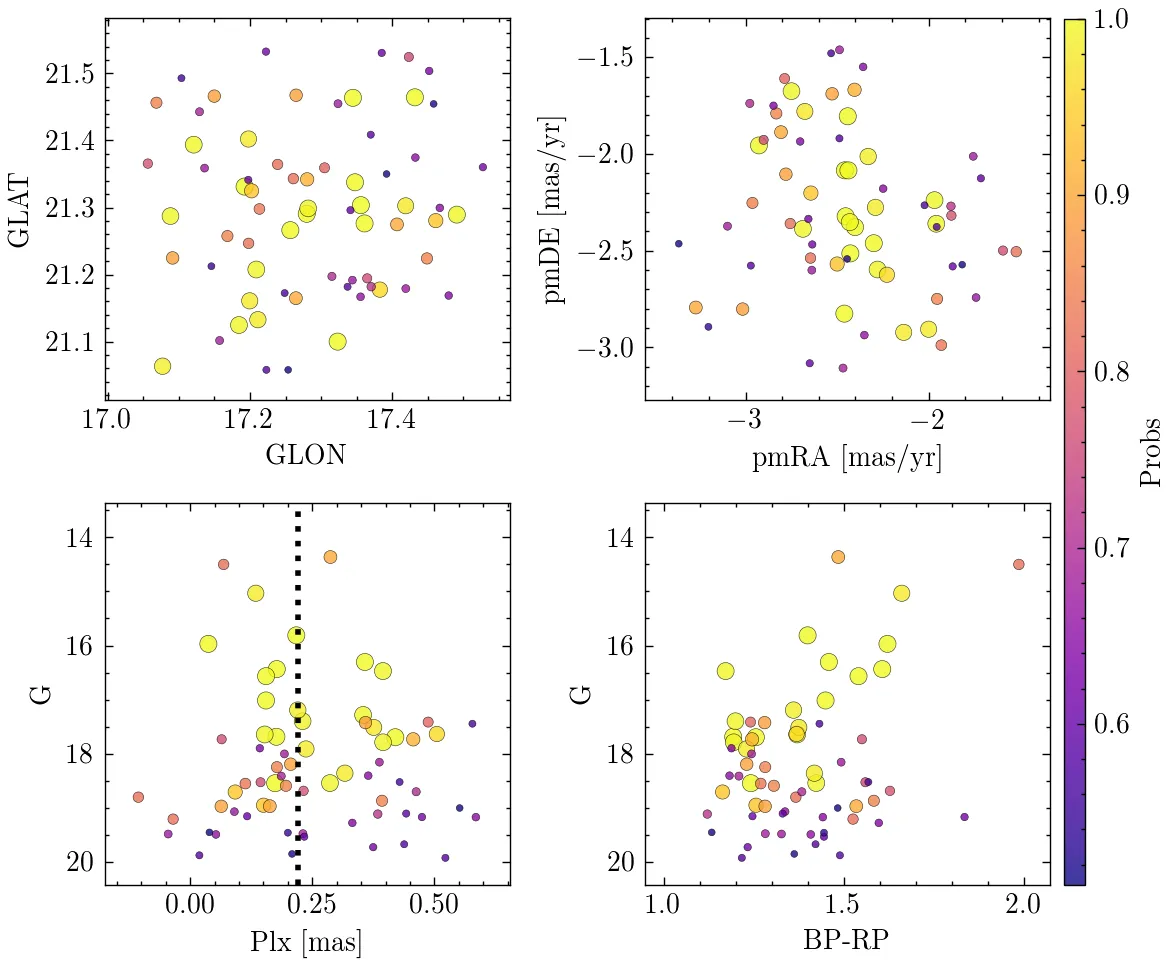 21.5
21.4
21.3
21.2
21.1
GLAT
17.0 17.2 17.4
GLON
−1.5
−2.0
−2.5
−3.0
pmDE [mas/yr]
−3 −2
pmRA [mas/yr]
1.0
0.9
0.8
0.7
0.6
Probs
14
16
18
20
G
0.00 0.25 0.50
Plx [mas]
14
16
18
20
G
1.0 1.5 2.0
BP-RP